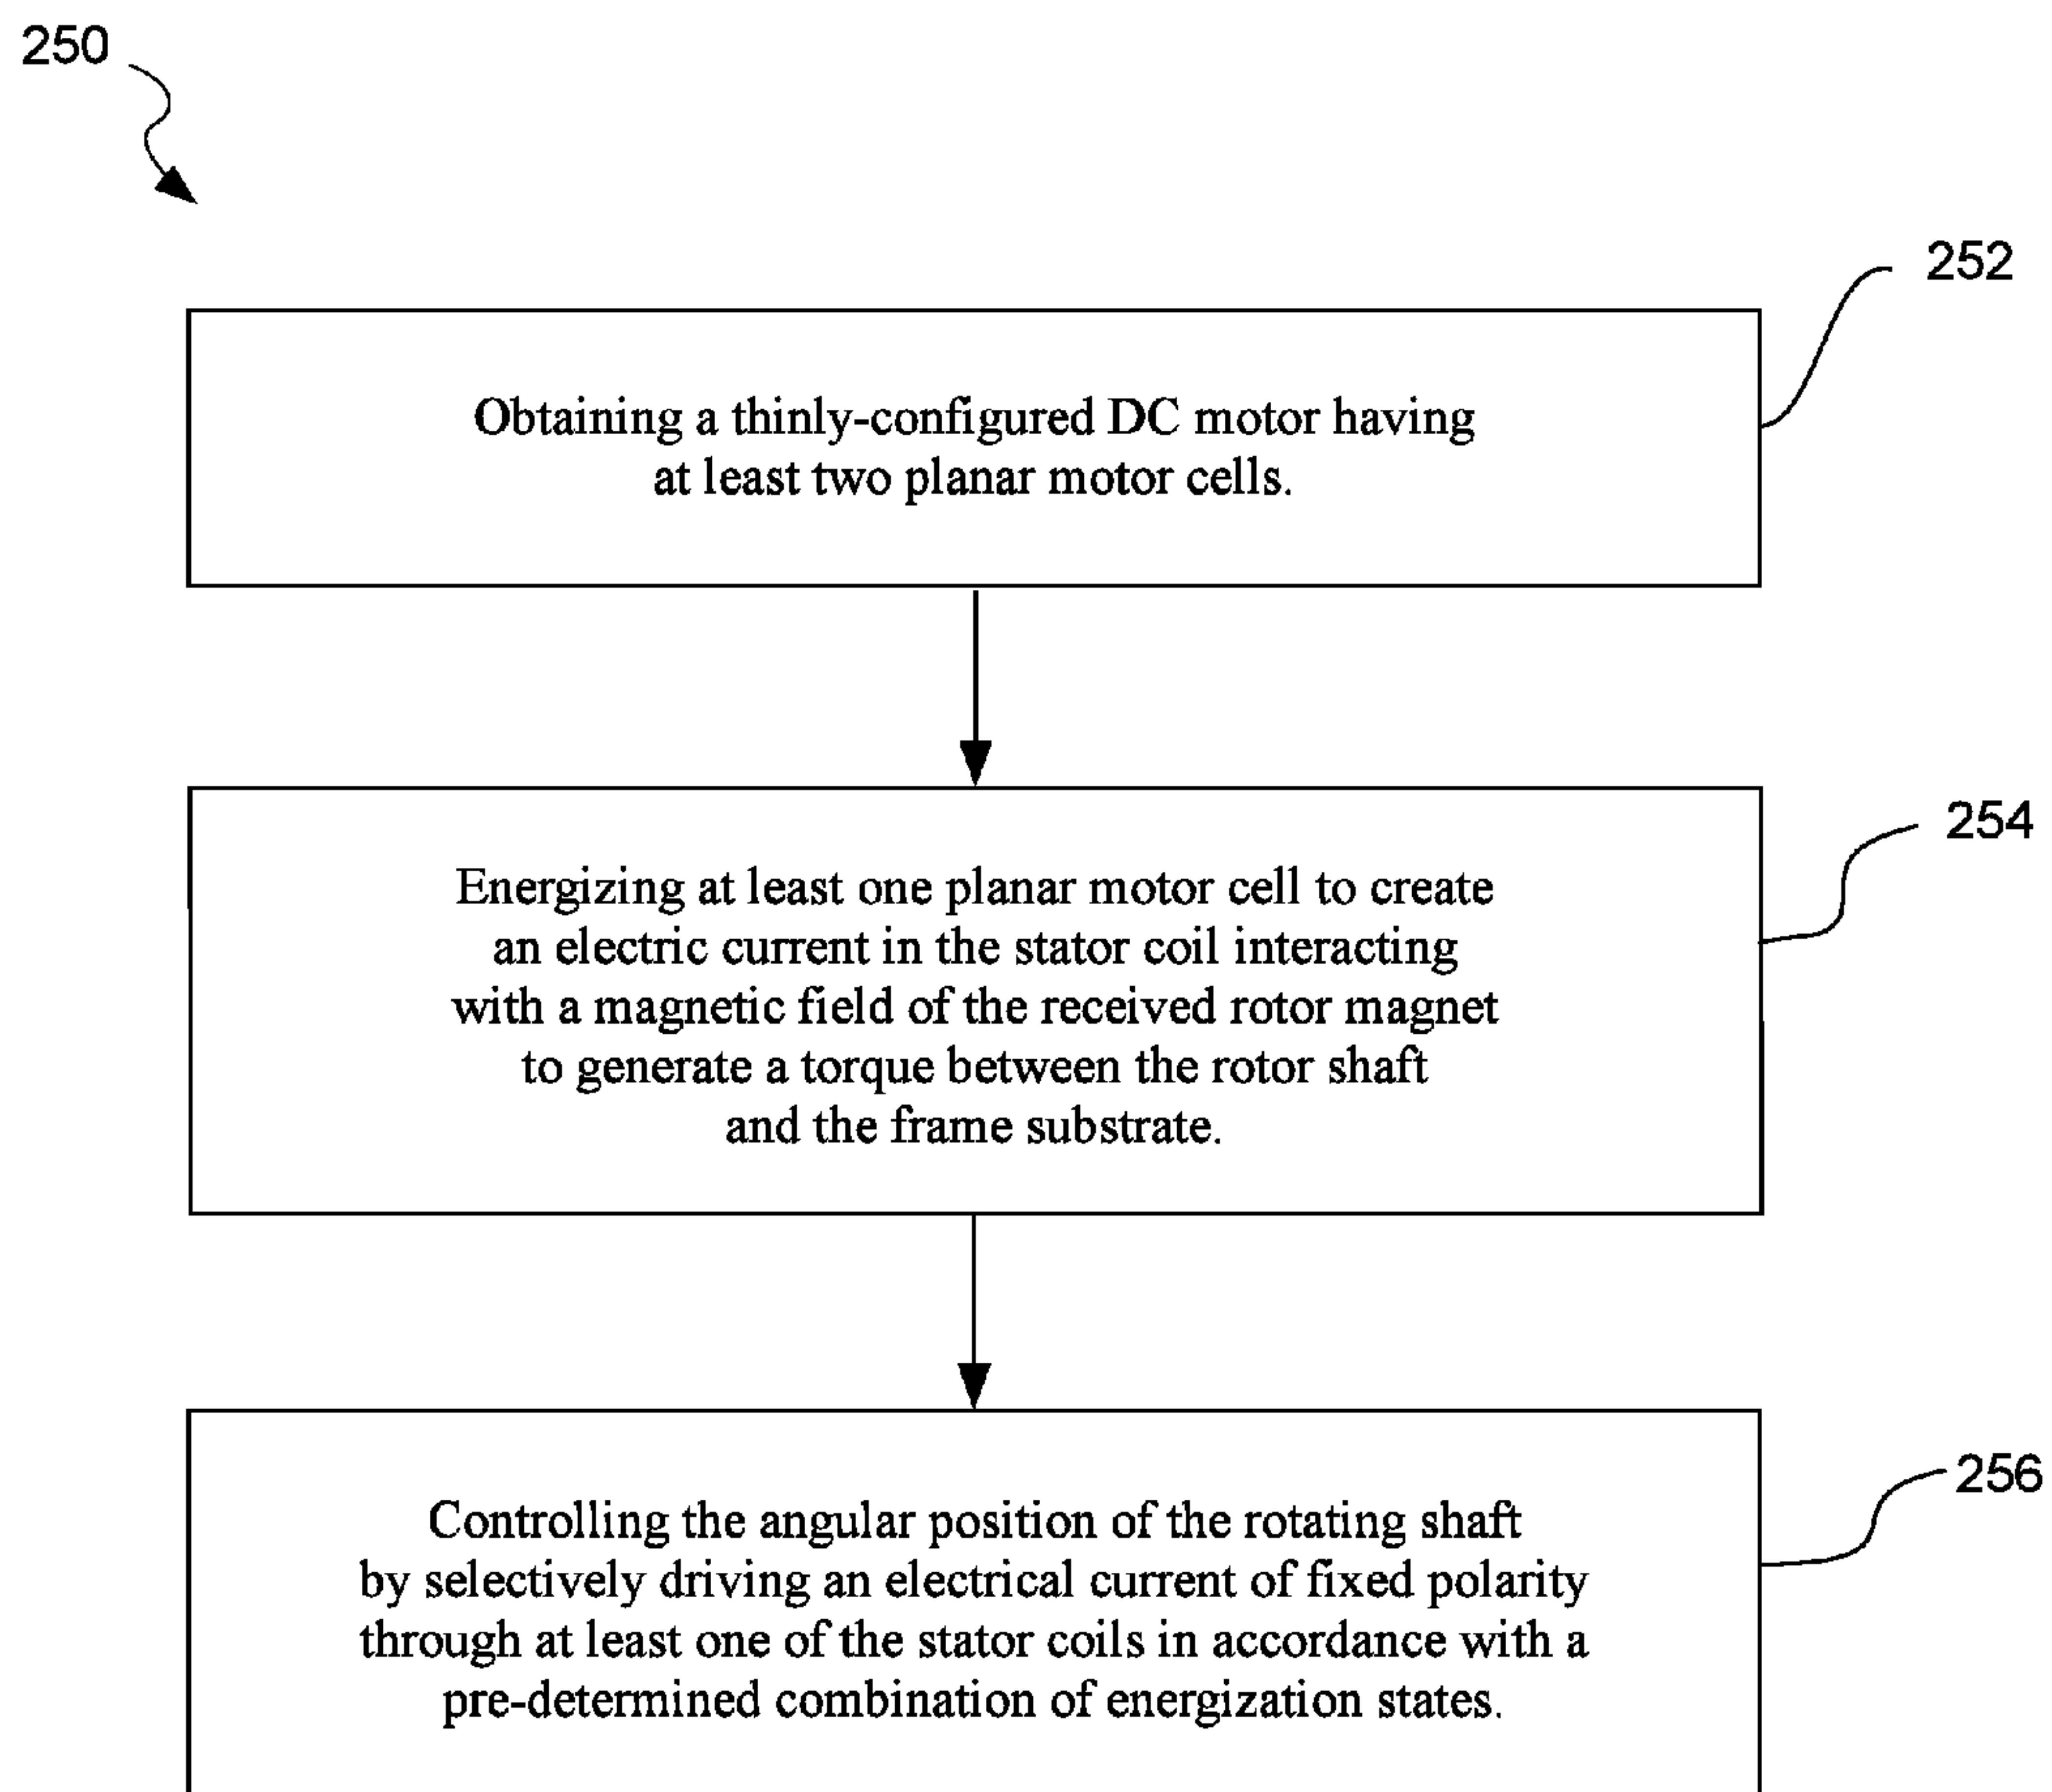 250
252
Obtaining a thinly-configured DC motor having
at least two planar motor cells.
254
Energizing at least one planar motor cell to create
an electric current in the stator coil interacting
with a magnetic field of the received rotor magnet
to generate a torque between the rotor shaft
and the frame substrate.
256
Controlling the angular position of the rotating shaft
by selectively driving an electrical current of fixed polarity
through at least one of the stator coils in accordance with a
pre-determined combination of energization states.